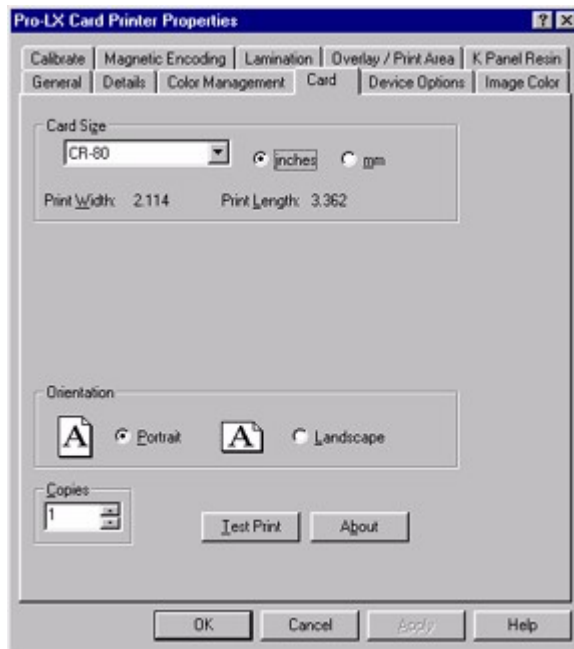 Pro-LX Card Printer Properties
Calibrate Magnetic Encoding Lamination Overlay / Print Area K Panel Resin
General Details Color Management Card Device Options Image Color
Card Size
CR-80 inches mm
Print Width: 2.114 Print Length: 3.362
Orientation
A Portrait A Landscape
Copies
1
Test Print About
OK Cancel Apply Help